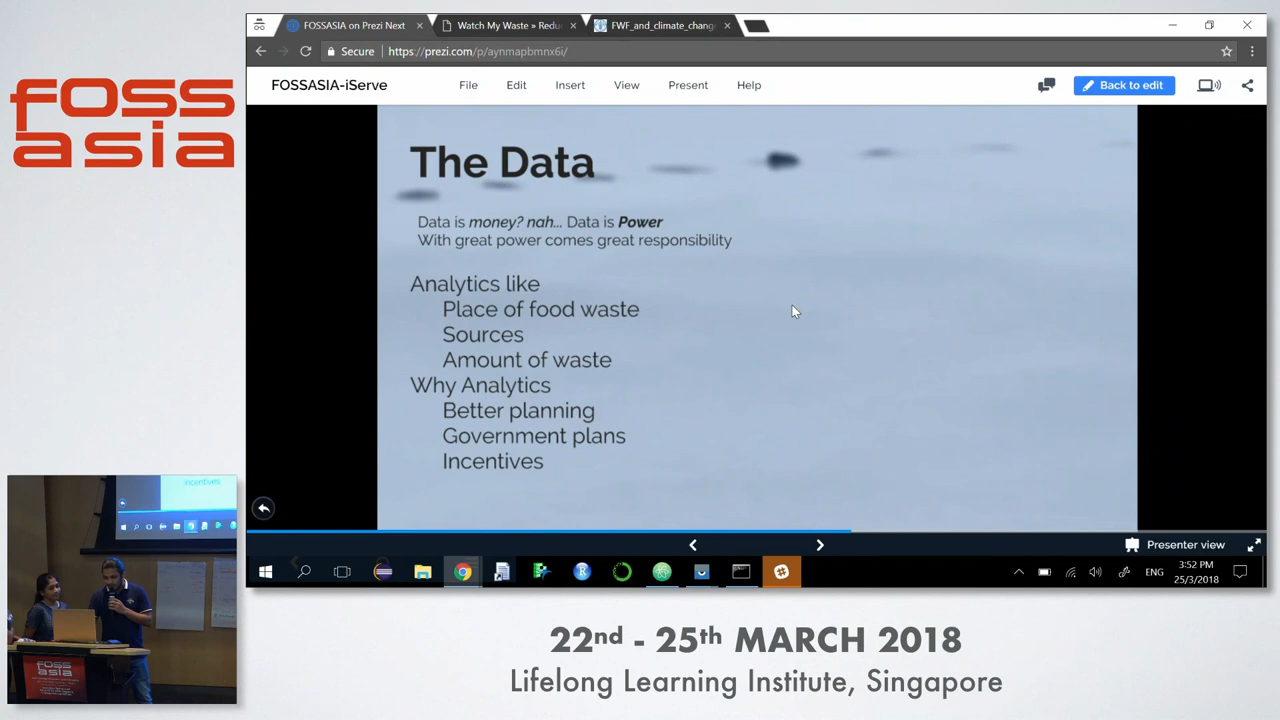 foss
asia
FOSSASIA on Prezi Next
Watch My Waste » Redu
FWF_and_climate_chang
Secure
https://prezi.com/p/aynmapbmnx6i/
FOSSASIA-iServe
File
Edit
Insert
View
Present
Help
Back to edit
The Data
Data is money? nah... Data is Power
With great power comes great responsibility
Analytics like
Place of food waste
Sources
Amount of waste
Why Analytics
Better planning
Government plans
Incentives
Presenter view
ENG
3:52 PM
25/3/2018
Incentives
foss
asia
22nd - 25th MARCH 2018
Lifelong Learning Institute, Singapore